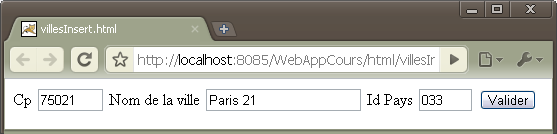 villesInsert.html
http://localhost:8085/WebAppCours/html/villesIr
Cp 75021 Nom de la ville Paris 21 Id Pays 033 Valider